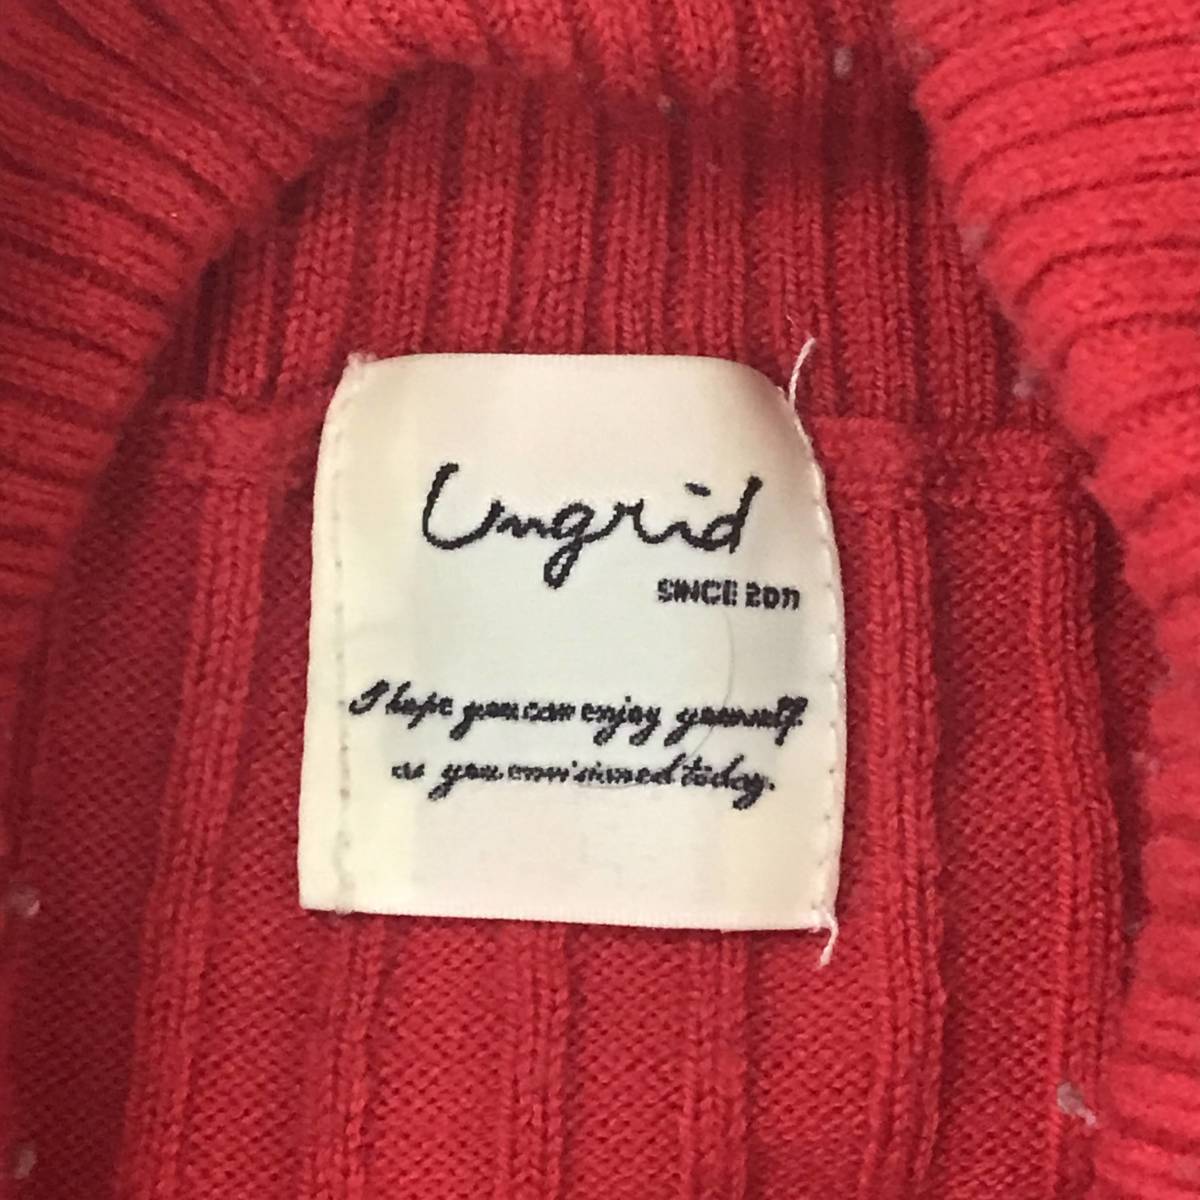 Ungrid
SINCE 2011
I hope you can enjoy yourself.
as you envisioned today.